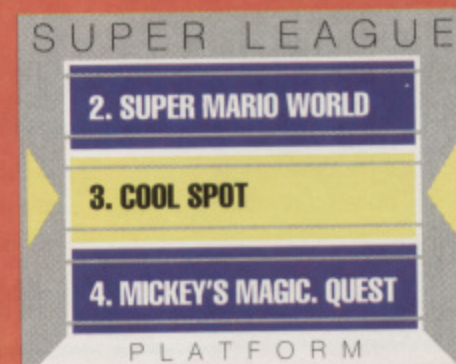 SUPER LEAGUE
2. SUPER MARIO WORLD
3. COOL SPOT
4. MICKEY'S MAGIC. QUEST
PLATFORM